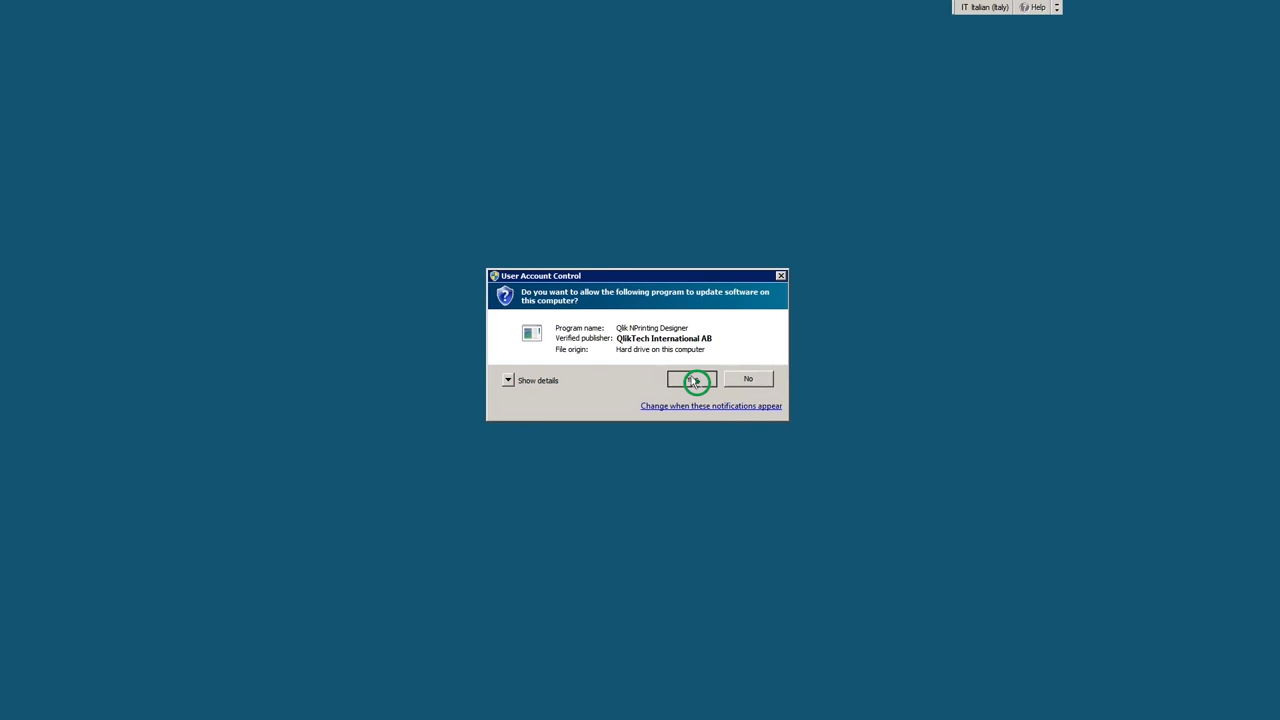 IT Italian (Italy) Help
User Account Control
Do you want to allow the following program to update software on
this computer?
Program name: Qlik NPrinting Designer
Verified publisher: QlikTech International AB
File origin: Hard drive on this computer
Show details
No
Change when these notifications appear